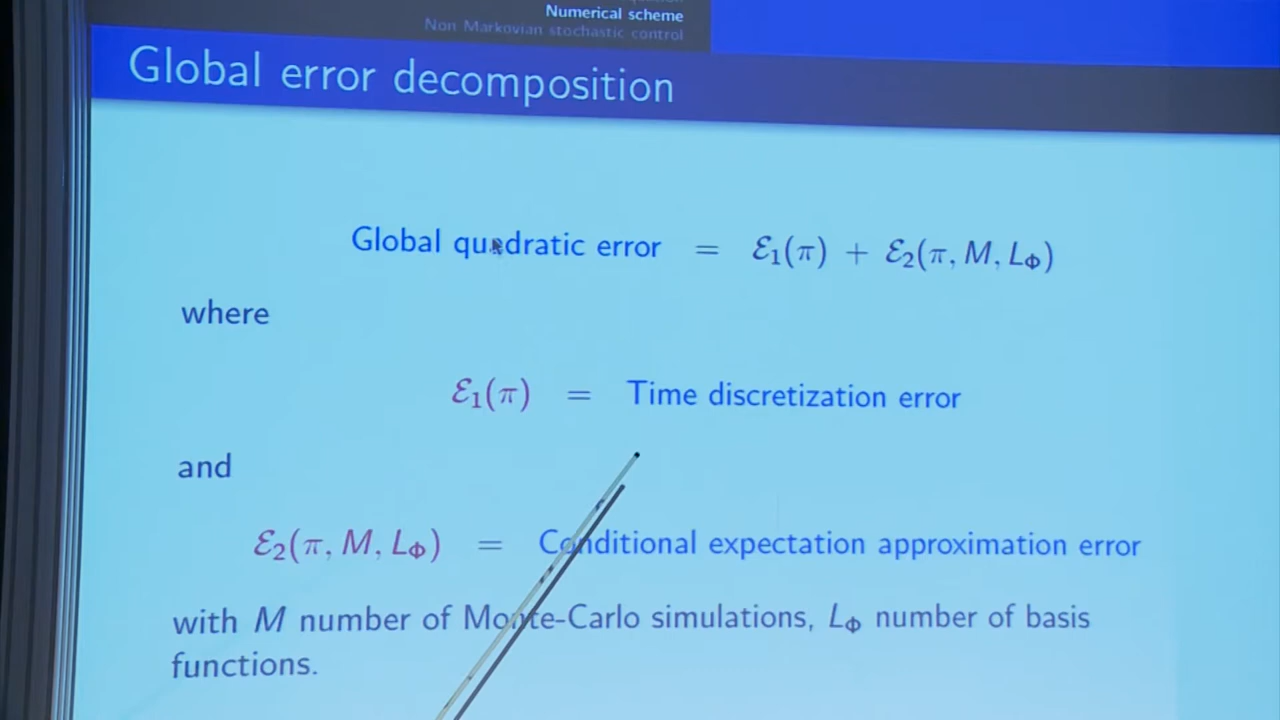 Numerical scheme
Non Markovian stochastic control
Global error decomposition
Global quadratic error = ℰ₁(π) + ℰ₂(π, M, L_Φ)
where
ℰ₁(π) = Time discretization error
and
ℰ₂(π, M, L_Φ) = Conditional expectation approximation error
with M number of Monte-Carlo simulations, L_Φ number of basis
functions.